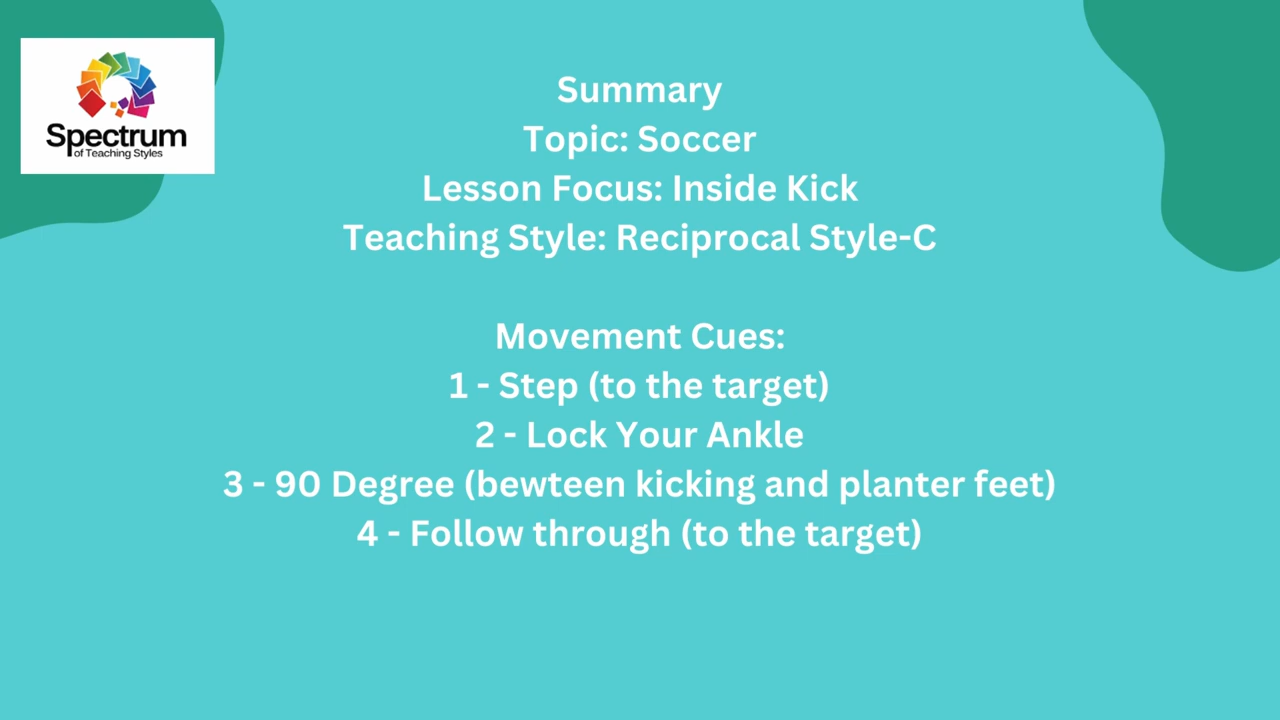 Spectrum
of Teaching Styles
Summary
Topic: Soccer
Lesson Focus: Inside Kick
Teaching Style: Reciprocal Style-C
Movement Cues:
1 - Step (to the target)
2 - Lock Your Ankle
3 - 90 Degree (bewteen kicking and planter feet)
4 - Follow through (to the target)